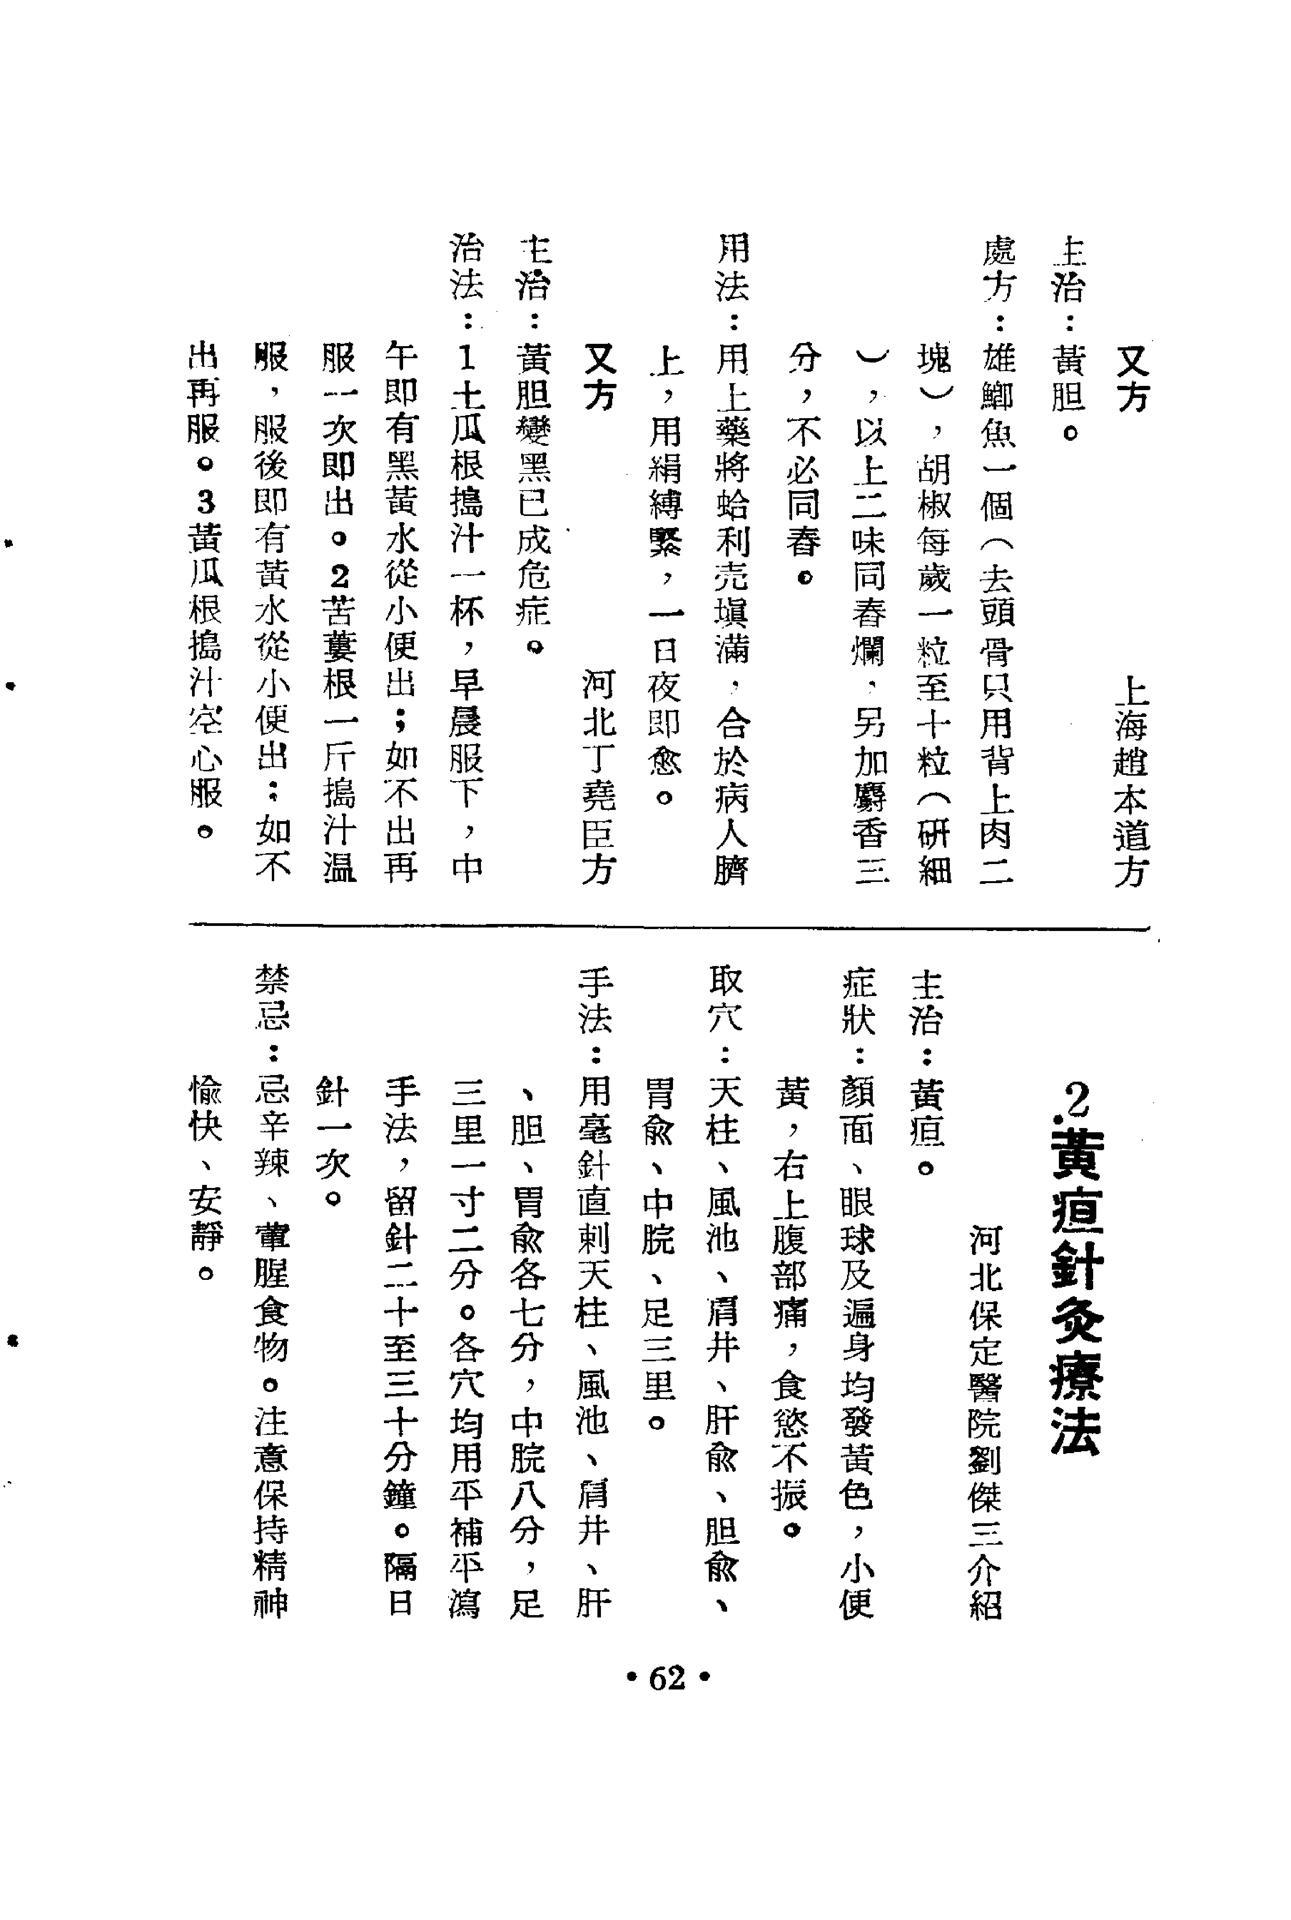 又方　上海趙本道方
主治：黃胆。
處方：雄鯽魚一個（去頭骨只用背上肉二
塊），胡椒每歲一粒至十粒（研細
），以上二味同舂爛，另加麝香三
分，不必同舂。
用法：用上藥將蛤利壳塡滿，合於病人臍
上，用絹縛緊，一日夜即愈。
又方　河北丁堯臣方
主治：黃胆變黑已成危症。
治法：1土瓜根搗汁一杯，早晨服下，中
午即有黑黃水從小便出；如不出再
服一次即出。2苦蔞根一斤搗汁温
服，服後即有黃水從小便出；如不
出再服。3黃瓜根搗汁空心服。
2.黃疸針灸療法
河北保定醫院劉傑三介紹
主治：黃疸。
症狀：顏面、眼球及遍身均發黃色，小便
黃，右上腹部痛，食慾不振。
取穴：天柱、風池、肩井、肝兪、胆兪、
胃兪、中脘、足三里。
手法：用毫針直刺天柱、風池、肩井、肝
、胆、胃兪各七分，中脘八分，足
三里一寸二分。各穴均用平補平瀉
手法，留針二十至三十分鐘。隔日
針一次。
禁忌：忌辛辣、葷腥食物。注意保持精神
愉快、安靜。
•62•